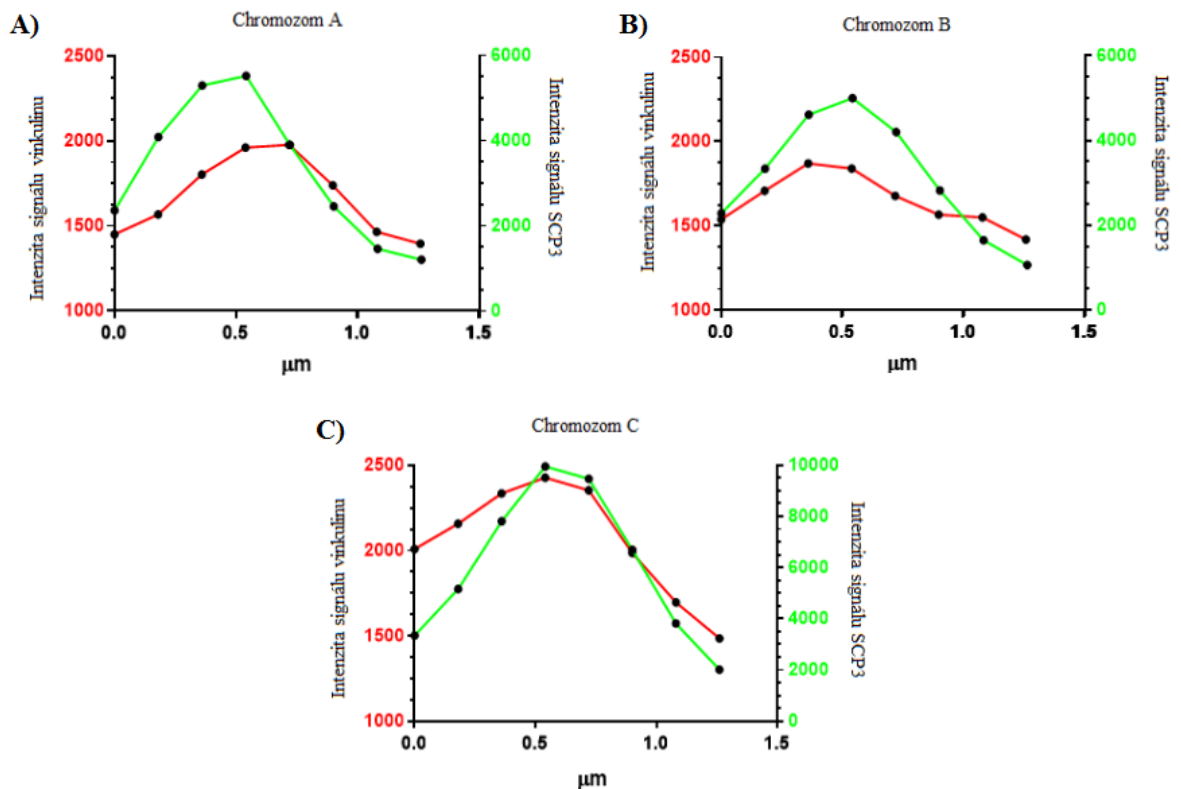 A)
Chromozom A
Intenzita signálu vinkulinu
2500
2000
1500
1000
6000
4000
2000
0
Intenzita signálu SCP3
0.0 0.5 1.0 1.5
μm
B)
Chromozom B
Intenzita signálu vinkulinu
2500
2000
1500
1000
6000
4000
2000
0
Intenzita signálu SCP3
0.0 0.5 1.0 1.5
μm
C)
Chromozom C
Intenzita signálu vinkulinu
2500
2000
1500
1000
10000
8000
6000
4000
2000
0
Intenzita signálu SCP3
0.0 0.5 1.0 1.5
μm